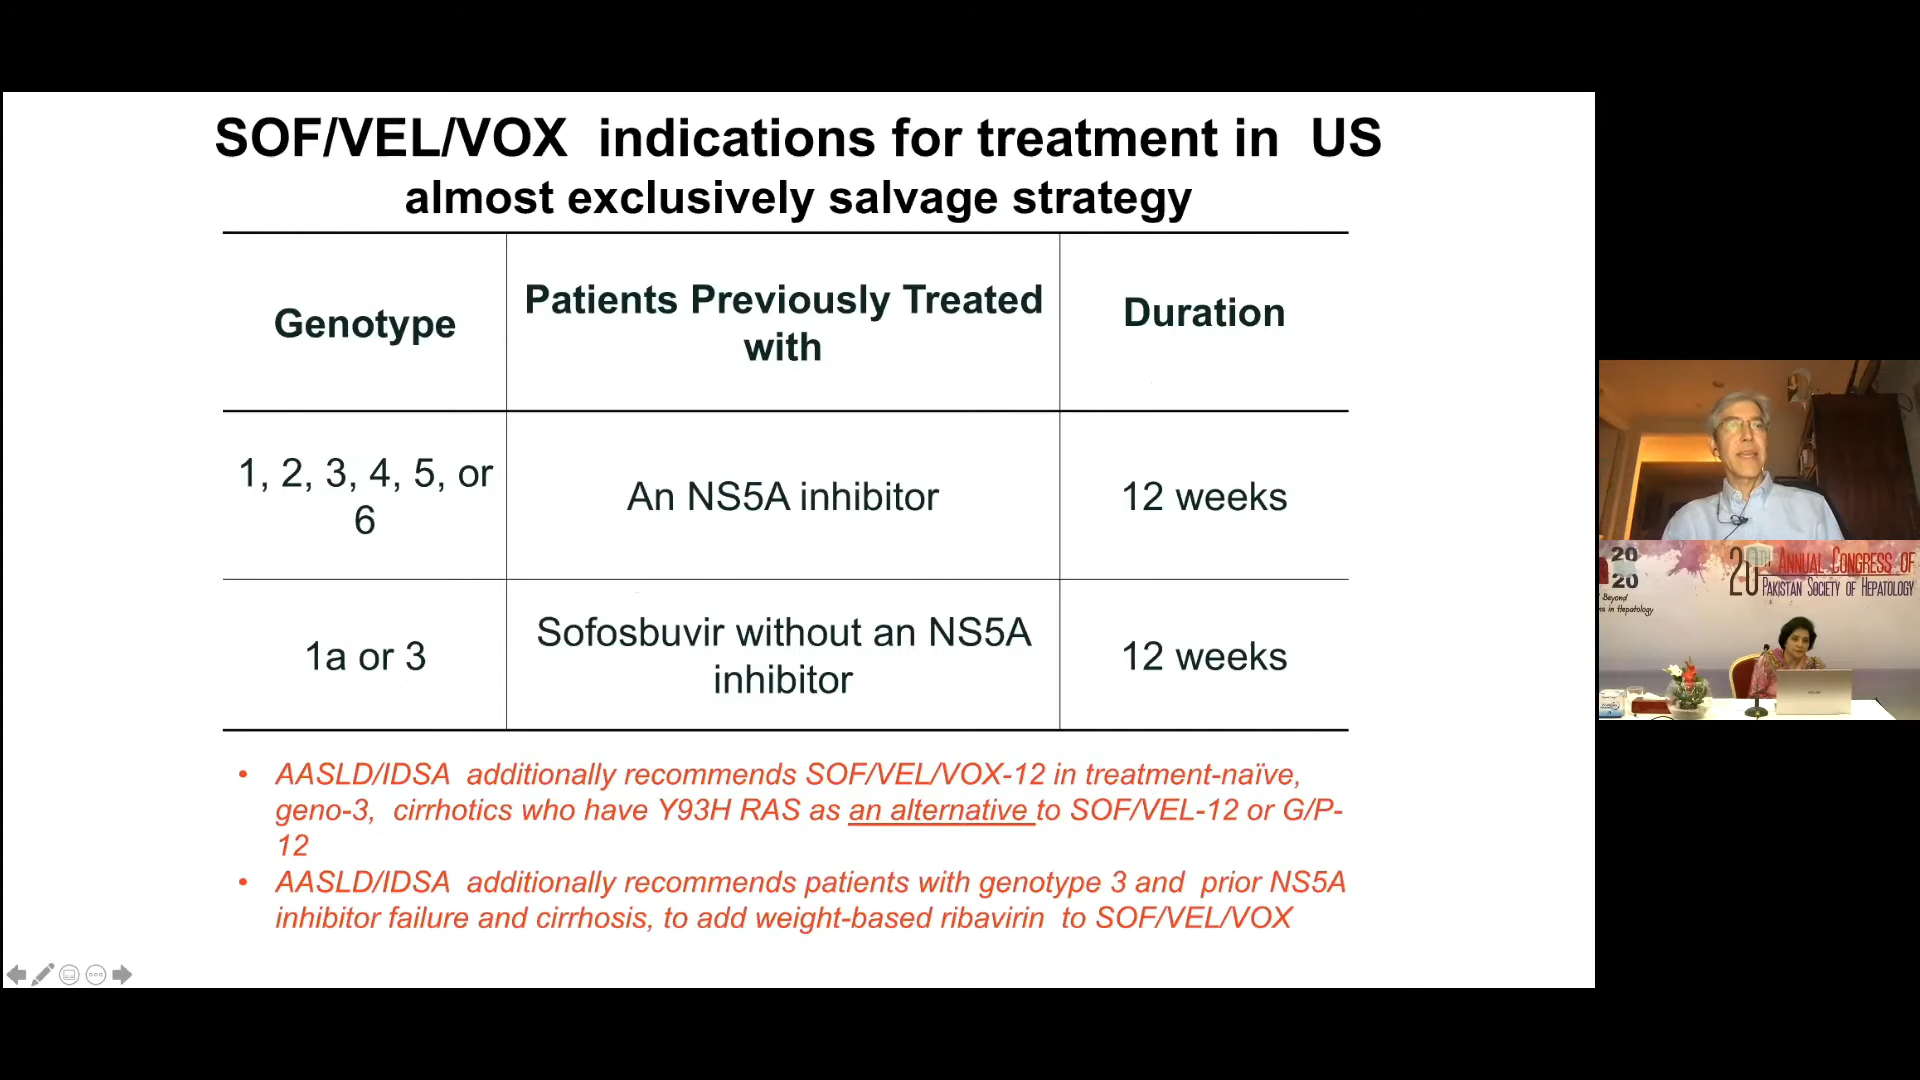 SOF/VEL/VOX indications for treatment in US
almost exclusively salvage strategy
Genotype
Patients Previously Treated
with
Duration
1, 2, 3, 4, 5, or
6
An NS5A inhibitor
12 weeks
1a or 3
Sofosbuvir without an NS5A
inhibitor
12 weeks
• AASLD/IDSA additionally recommends SOF/VEL/VOX-12 in treatment-naïve,
geno-3, cirrhotics who have Y93H RAS as an alternative to SOF/VEL-12 or G/P-
12
• AASLD/IDSA additionally recommends patients with genotype 3 and prior NS5A
inhibitor failure and cirrhosis, to add weight-based ribavirin to SOF/VEL/VOX
20
20
Beyond
in Hepatology
20TH ANNUAL CONGRESS OF
PAKISTAN SOCIETY OF HEPATOLOGY